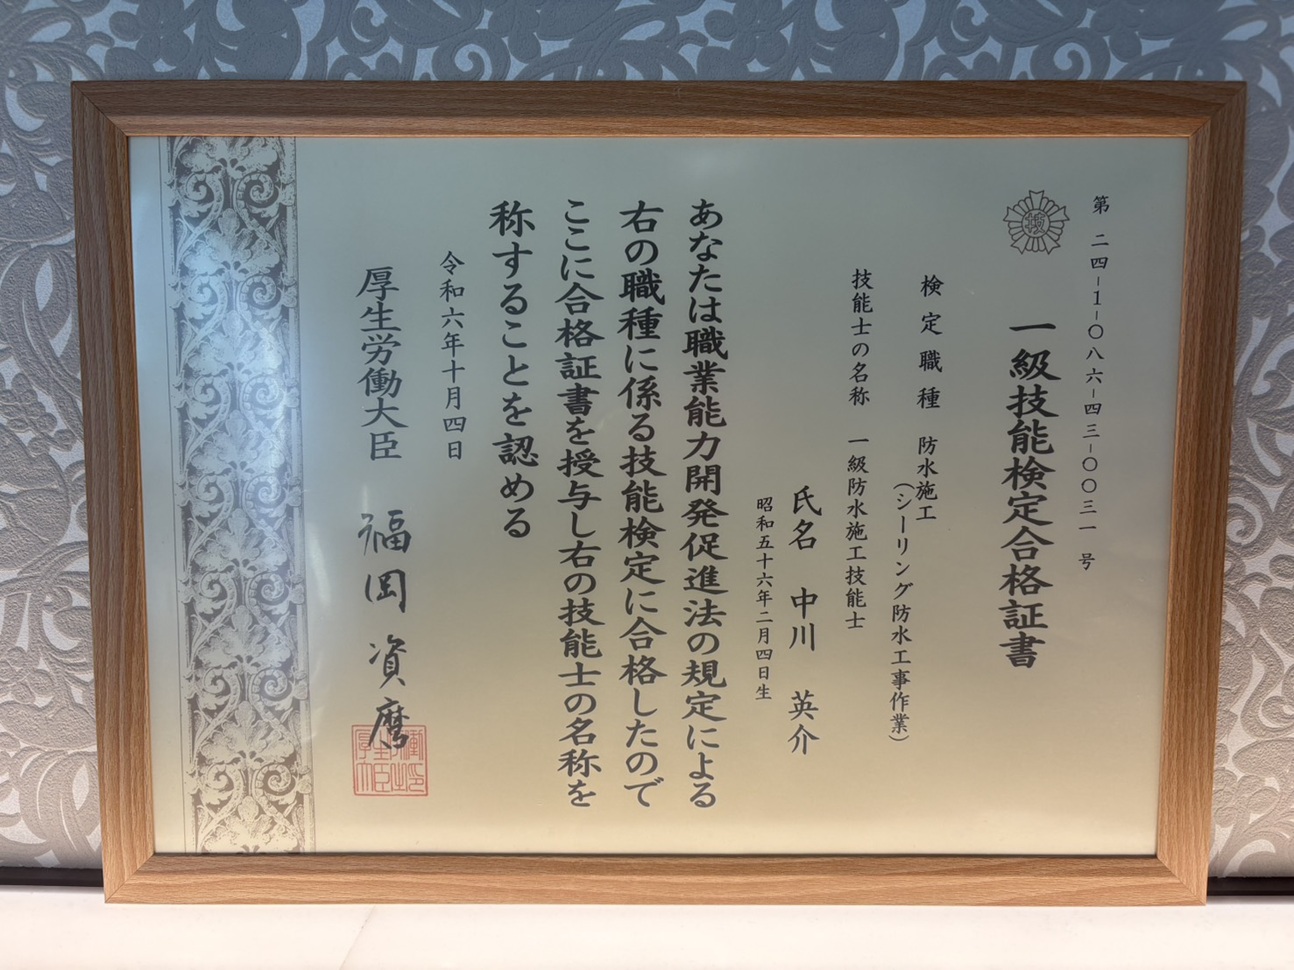 第二四-1-〇八六-四三-〇〇三一号
一級技能検定合格証書
検定職種 防水施工
(シーリング防水工事作業)
技能士の名称 一級防水施工技能士
氏名 中川 英介
昭和五十六年二月四日生
あなたは職業能力開発促進法の規定による
右の職種に係る技能検定に合格したので
ここに合格証書を授与し右の技能士の名称を
称することを認める
令和六年十月四日
厚生労働大臣 福岡 資麿
厚生労働大臣之印